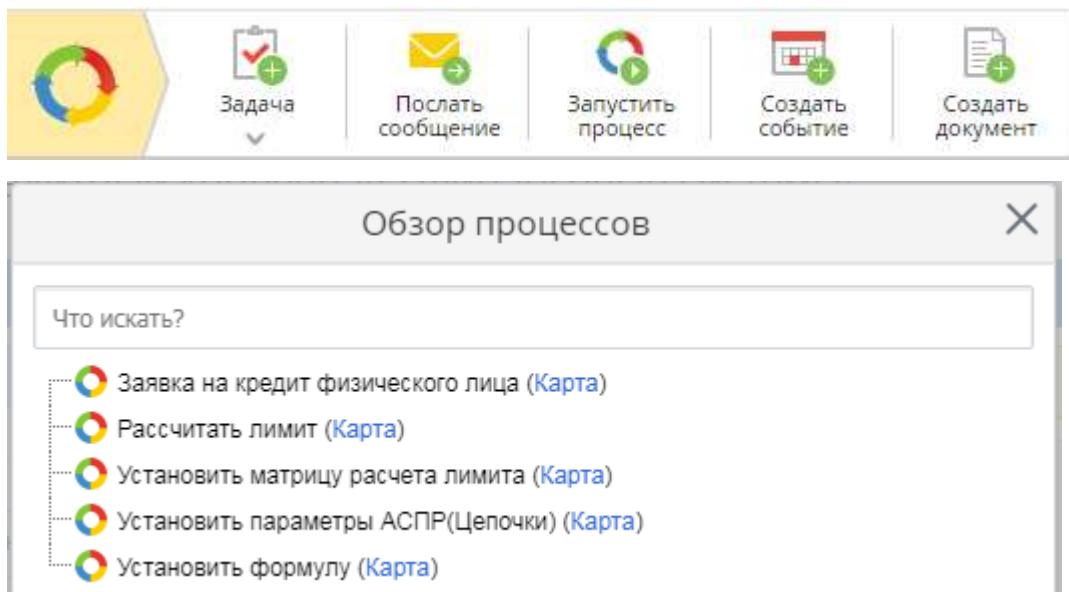 Задача
Послать
сообщение
Запустить
процесс
Создать
событие
Создать
документ
Обзор процессов
Что искать?
Заявка на кредит физического лица (Карта)
Рассчитать лимит (Карта)
Установить матрицу расчета лимита (Карта)
Установить параметры АСПР(Цепочки) (Карта)
Установить формулу (Карта)